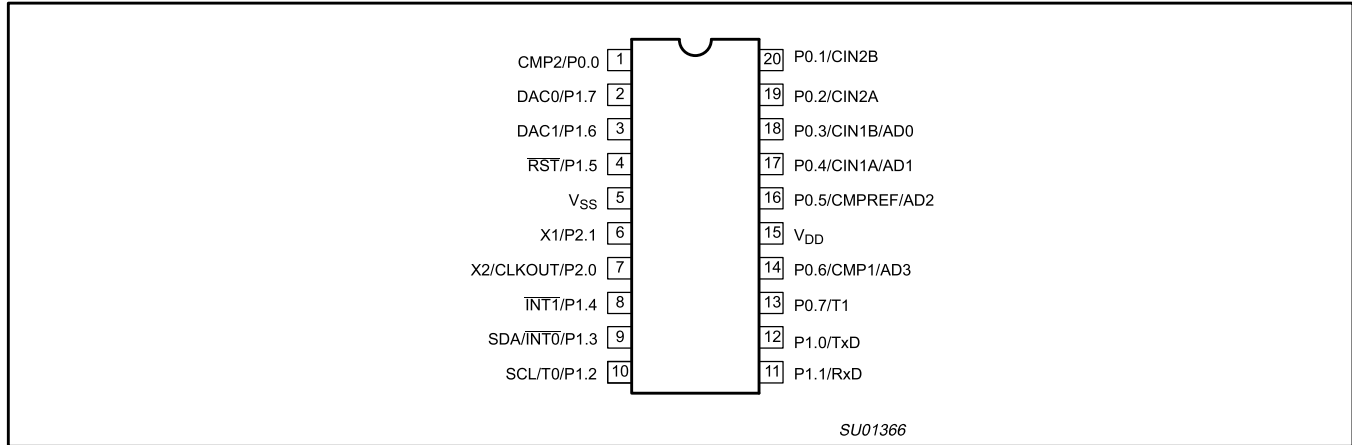 CMP2/P0.0 1 20 P0.1/CIN2B
DAC0/P1.7 2 19 P0.2/CIN2A
DAC1/P1.6 3 18 P0.3/CIN1B/AD0
RST/P1.5 4 17 P0.4/CIN1A/AD1
VSS 5 16 P0.5/CMPREF/AD2
X1/P2.1 6 15 VDD
X2/CLKOUT/P2.0 7 14 P0.6/CMP1/AD3
INT1/P1.4 8 13 P0.7/T1
SDA/INT0/P1.3 9 12 P1.0/TxD
SCL/T0/P1.2 10 11 P1.1/RxD
SU01366